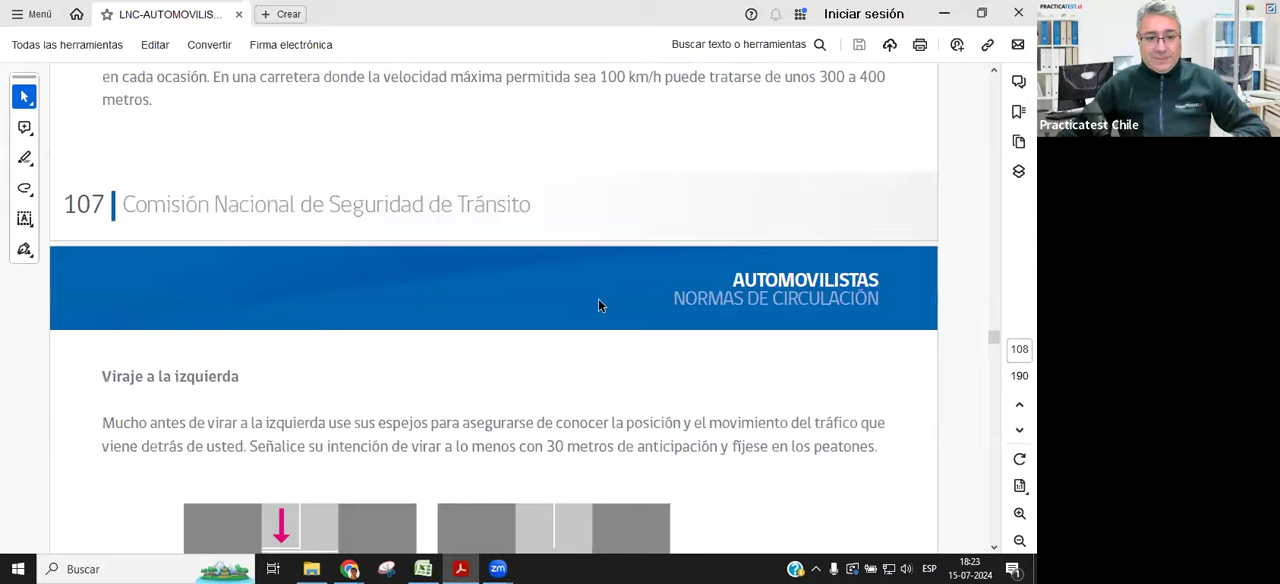 Menú
LNC-AUTOMOVILIS...
Crear
Iniciar sesión
Todas las herramientas
Editar
Convertir
Firma electrónica
Buscar texto o herramientas
PRACTICATEST.cl
Practicatest Chile
en cada ocasión. En una carretera donde la velocidad máxima permitida sea 100 km/h puede tratarse de unos 300 a 400
metros.
107 Comisión Nacional de Seguridad de Tránsito
AUTOMOVILISTAS
NORMAS DE CIRCULACIÓN
Viraje a la izquierda
Mucho antes de virar a la izquierda use sus espejos para asegurarse de conocer la posición y el movimiento del tráfico que
viene detrás de usted. Señalice su intención de virar a lo menos con 30 metros de anticipación y fíjese en los peatones.
108
190
Buscar
zm
ESP
18:23
15-07-2024
1